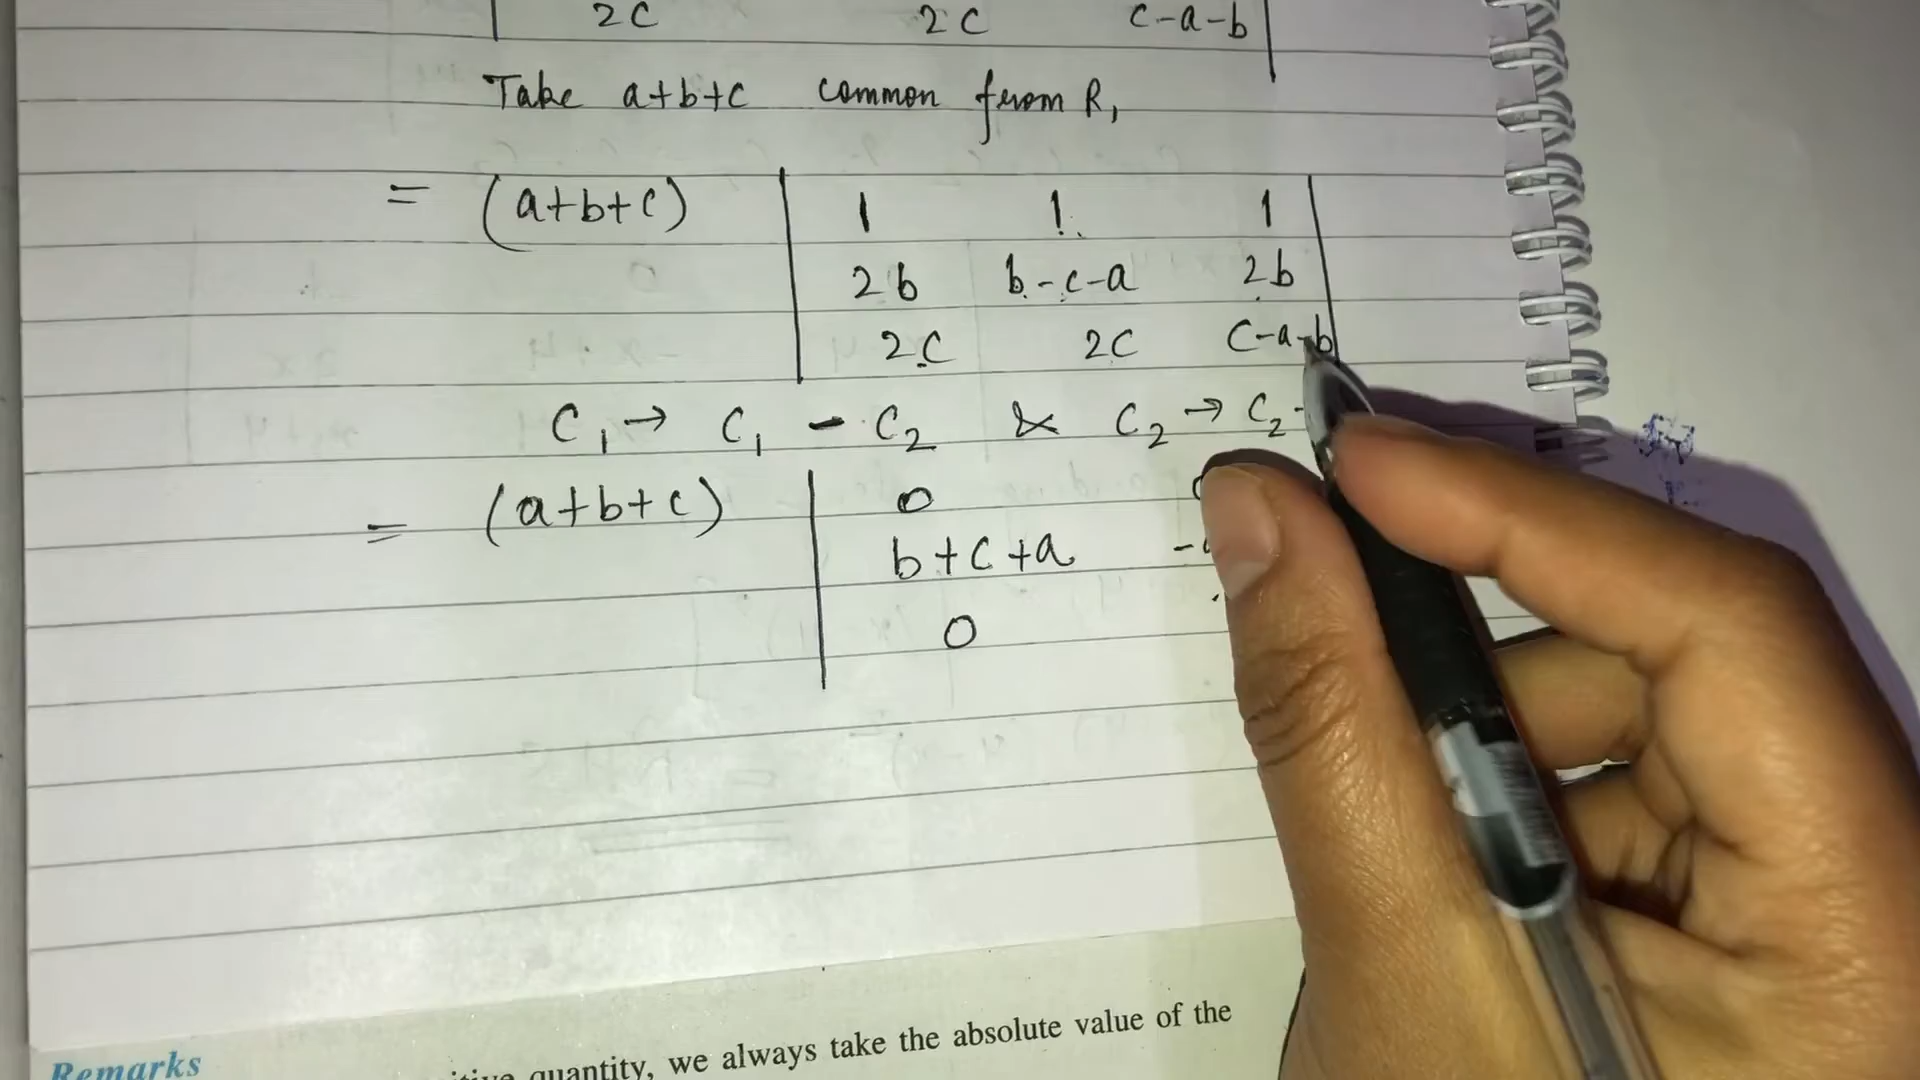 2C 2C C-a-b
Take a+b+c common from R₁
= (a+b+c) | 1 1 1 |
2b b-c-a 2b
2C 2C C-a-b
C₁ → C₁ - C₂ & C₂ → C₂ -
= (a+b+c) | 0
b+c+a -
0
Remarks
quantity, we always take the absolute value of the